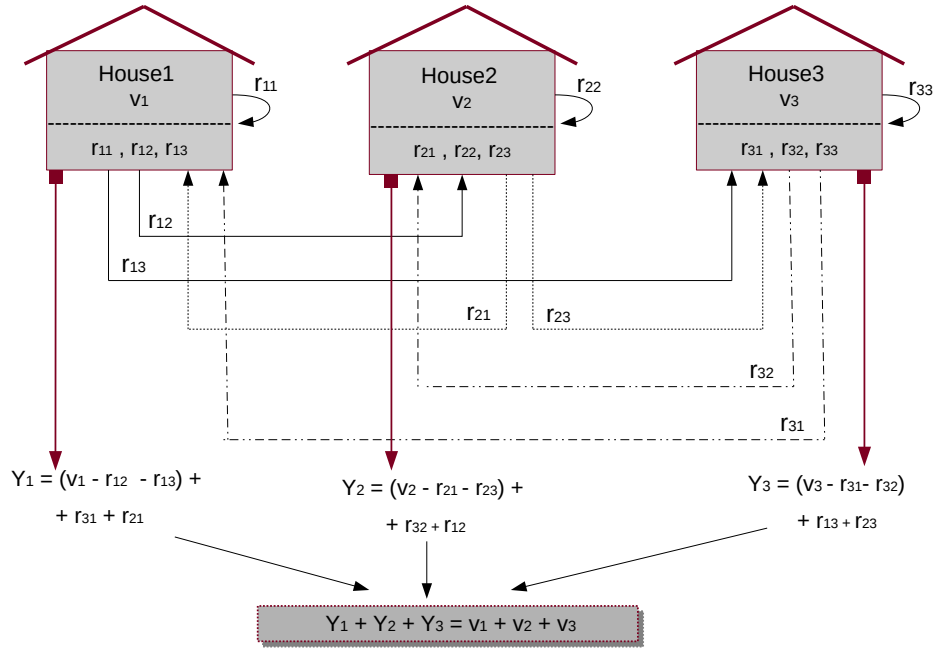 House1
v1
r11
r11 , r12, r13
House2
v2
r22
r21 , r22, r23
House3
v3
r33
r31 , r32, r33
r12
r13
r21
r23
r32
r31
Y1 = (v1 - r12 - r13) +
+ r31 + r21
Y2 = (v2 - r21 - r23) +
+ r32 + r12
Y3 = (v3 - r31- r32)
+ r13 + r23
Y1 + Y2 + Y3 = v1 + v2 + v3